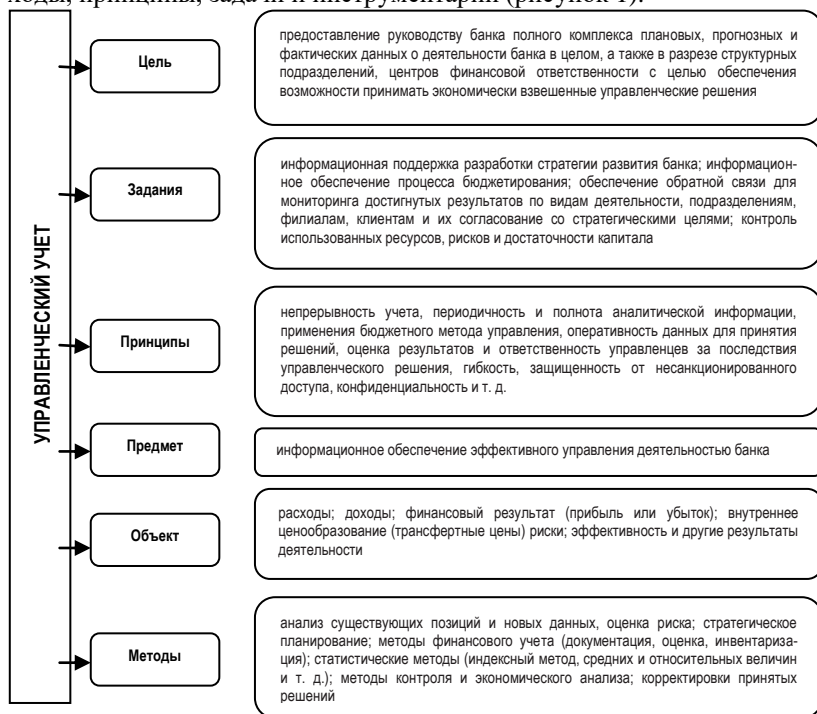 ходы, принципы, задачи и инструментарий (рисунок 1).
УПРАВЛЕНЧЕСКИЙ УЧЕТ
Цель
предоставление руководству банка полного комплекса плановых, прогнозных и
фактических данных о деятельности банка в целом, а также в разрезе структурных
подразделений, центров финансовой ответственности с целью обеспечения
возможности принимать экономически взвешенные управленческие решения
Задания
информационная поддержка разработки стратегии развития банка; информацион-
ное обеспечение процесса бюджетирования; обеспечение обратной связи для
мониторинга достигнутых результатов по видам деятельности, подразделениям,
филиалам, клиентам и их согласование со стратегическими целями; контроль
использованных ресурсов, рисков и достаточности капитала
Принципы
непрерывность учета, периодичность и полнота аналитической информации,
применения бюджетного метода управления, оперативность данных для принятия
решений, оценка результатов и ответственность управленцев за последствия
управленческого решения, гибкость, защищенность от несанкционированного
доступа, конфиденциальность и т. д.
Предмет
информационное обеспечение эффективного управления деятельностью банка
Объект
расходы; доходы; финансовый результат (прибыль или убыток); внутреннее
ценообразование (трансфертные цены) риски; эффективность и другие результаты
деятельности
Методы
анализ существующих позиций и новых данных, оценка риска; стратегическое
планирование; методы финансового учета (документация, оценка, инвентариза-
ция); статистические методы (индексный метод, средних и относительных величин
и т. д.); методы контроля и экономического анализа; корректировки принятых
решений